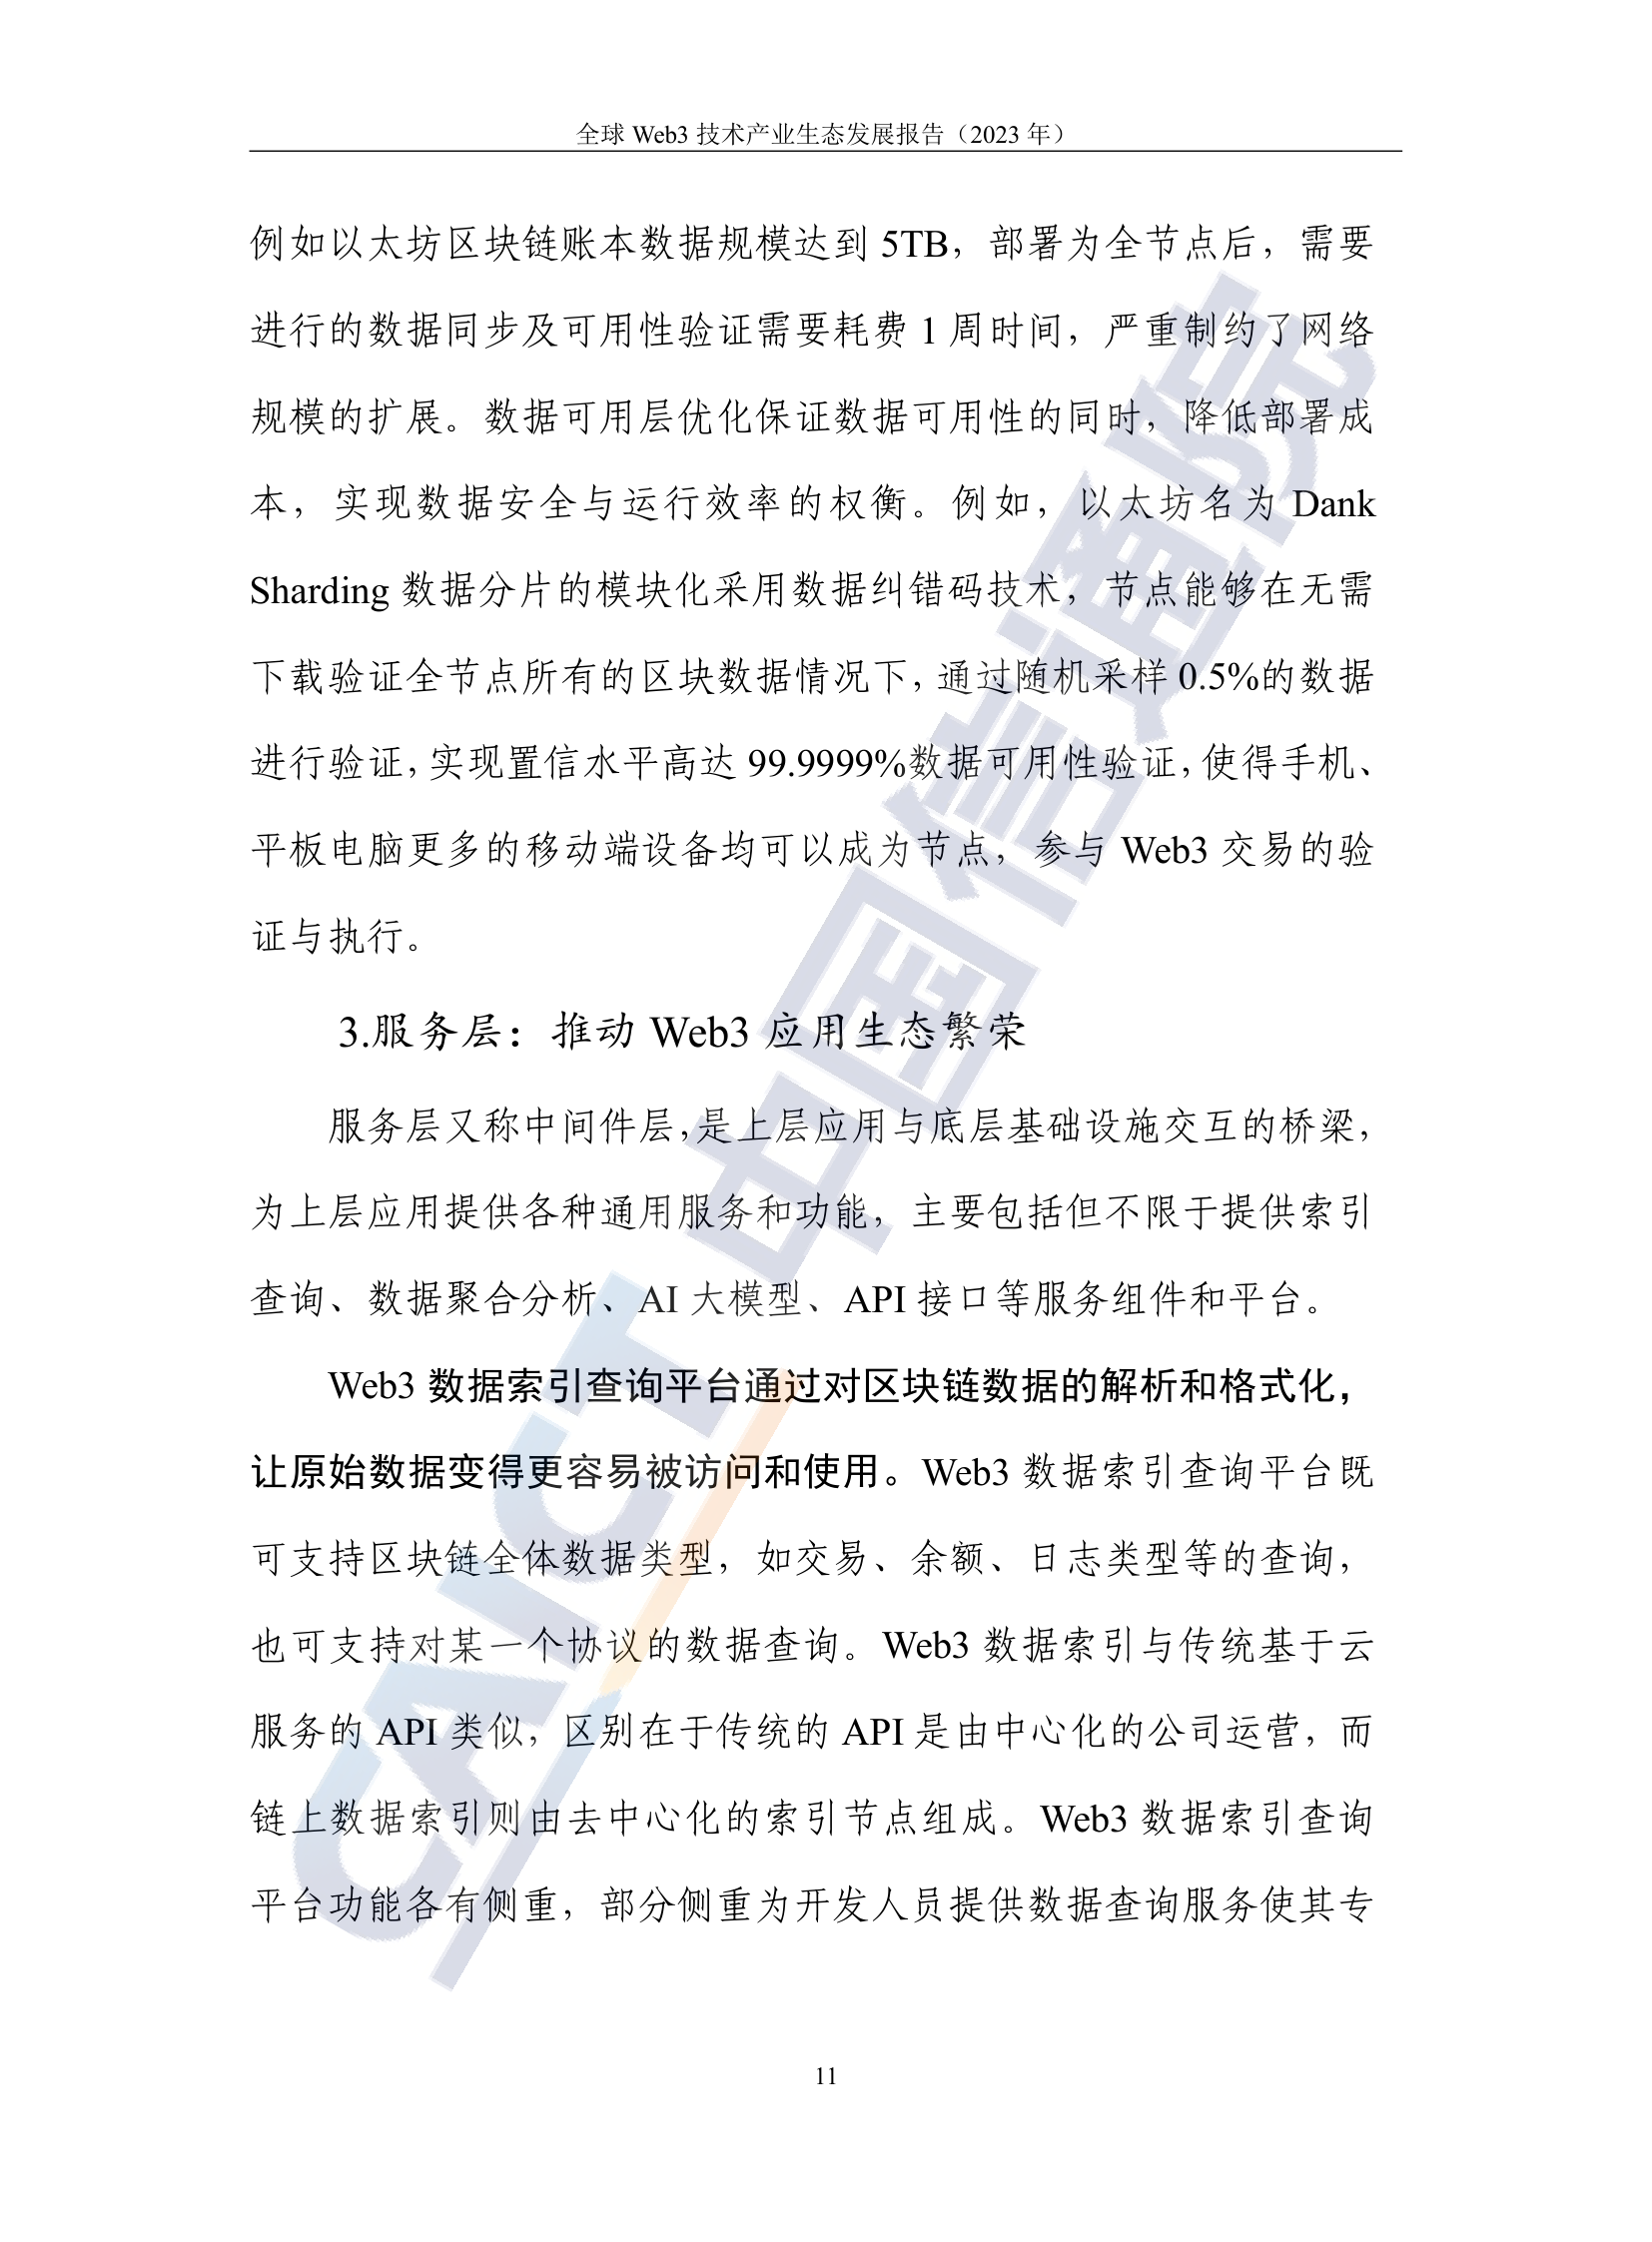 全球 Web3 技术产业生态发展报告（2023 年）
例如以太坊区块链账本数据规模达到 5TB，部署为全节点后，需要
进行的数据同步及可用性验证需要耗费 1 周时间，严重制约了网络
规模的扩展。数据可用层优化保证数据可用性的同时，降低部署成
本，实现数据安全与运行效率的权衡。例如，以太坊名为 Dank
Sharding 数据分片的模块化采用数据纠错码技术，节点能够在无需
下载验证全节点所有的区块数据情况下，通过随机采样 0.5%的数据
进行验证，实现置信水平高达 99.9999%数据可用性验证，使得手机、
平板电脑更多的移动端设备均可以成为节点，参与 Web3 交易的验
证与执行。
3.服务层：推动 Web3 应用生态繁荣
服务层又称中间件层，是上层应用与底层基础设施交互的桥梁，
为上层应用提供各种通用服务和功能，主要包括但不限于提供索引
查询、数据聚合分析、AI 大模型、API 接口等服务组件和平台。
Web3 数据索引查询平台通过对区块链数据的解析和格式化，
让原始数据变得更容易被访问和使用。Web3 数据索引查询平台既
可支持区块链全体数据类型，如交易、余额、日志类型等的查询，
也可支持对某一个协议的数据查询。Web3 数据索引与传统基于云
服务的 API 类似，区别在于传统的 API 是由中心化的公司运营，而
链上数据索引则由去中心化的索引节点组成。Web3 数据索引查询
平台功能各有侧重，部分侧重为开发人员提供数据查询服务使其专
11
CAICT 中国信通院